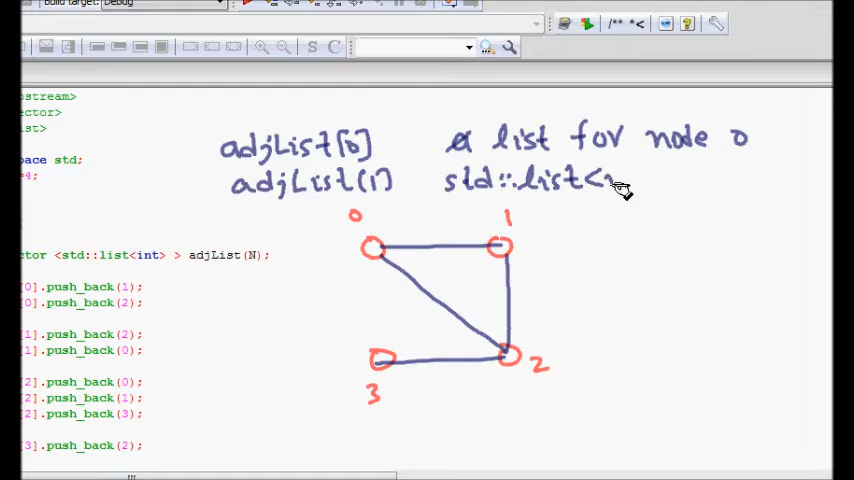 Build target: Debug
/** *<
S C
ostream>
ector>
ist>
pace std;
=4;
adjList[0] a list for node 0
adjList[1] std::list<
0 1
ctor <std::list<int> > adjList(N);
[0].push_back(1);
[0].push_back(2);
[1].push_back(2);
[1].push_back(0);
[2].push_back(0);
[2].push_back(1);
[2].push_back(3);
[3].push_back(2);
2
3